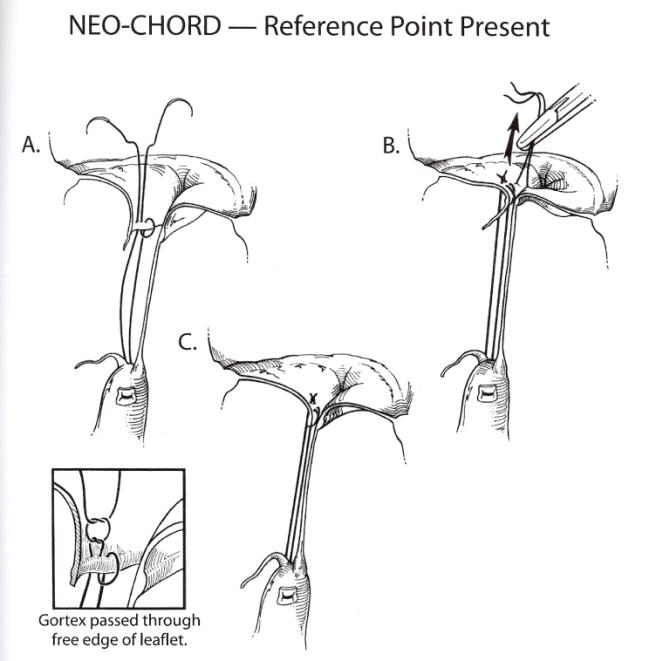 NEO-CHORD — Reference Point Present
A.
B.
C.
Gortex passed through
free edge of leaflet.